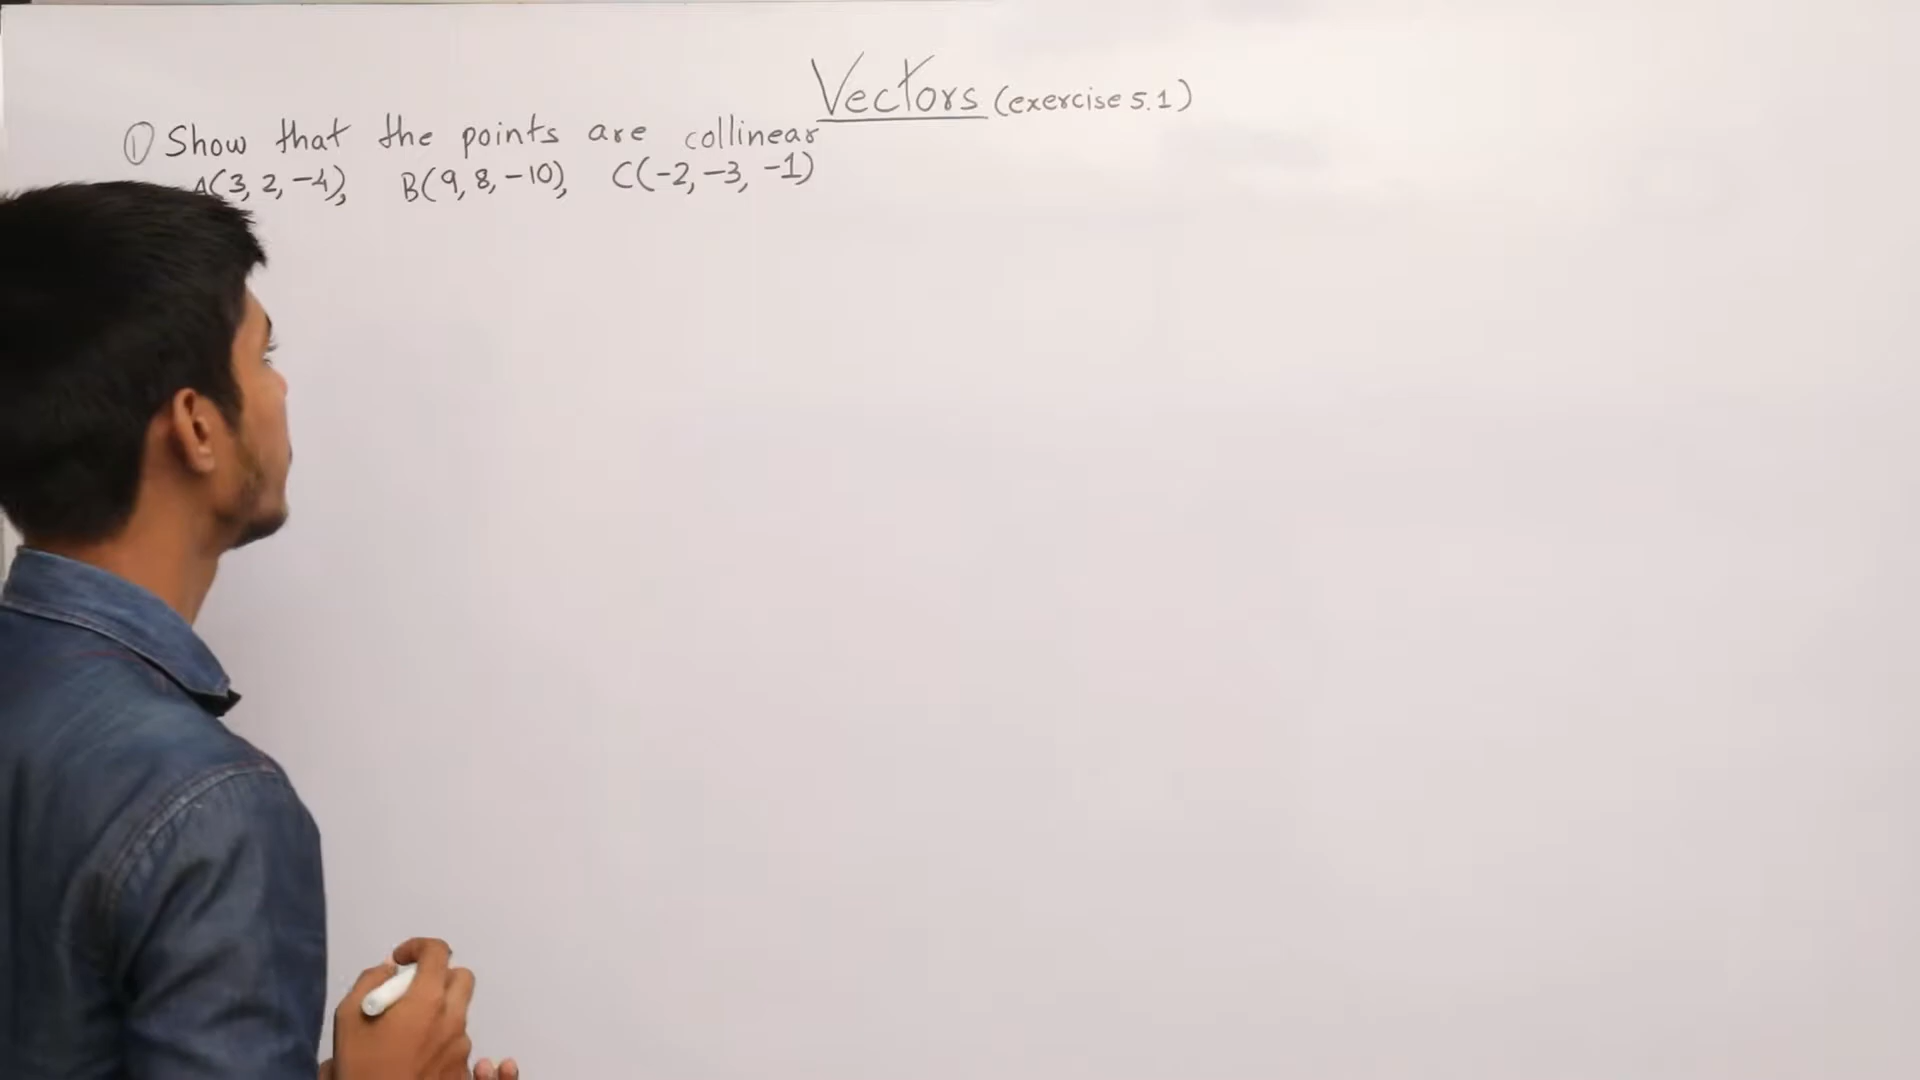 Vectors (exercise 5.1)
① Show that the points are collinear
A(3, 2, -4), B(9, 8, -10), C(-2, -3, -1)